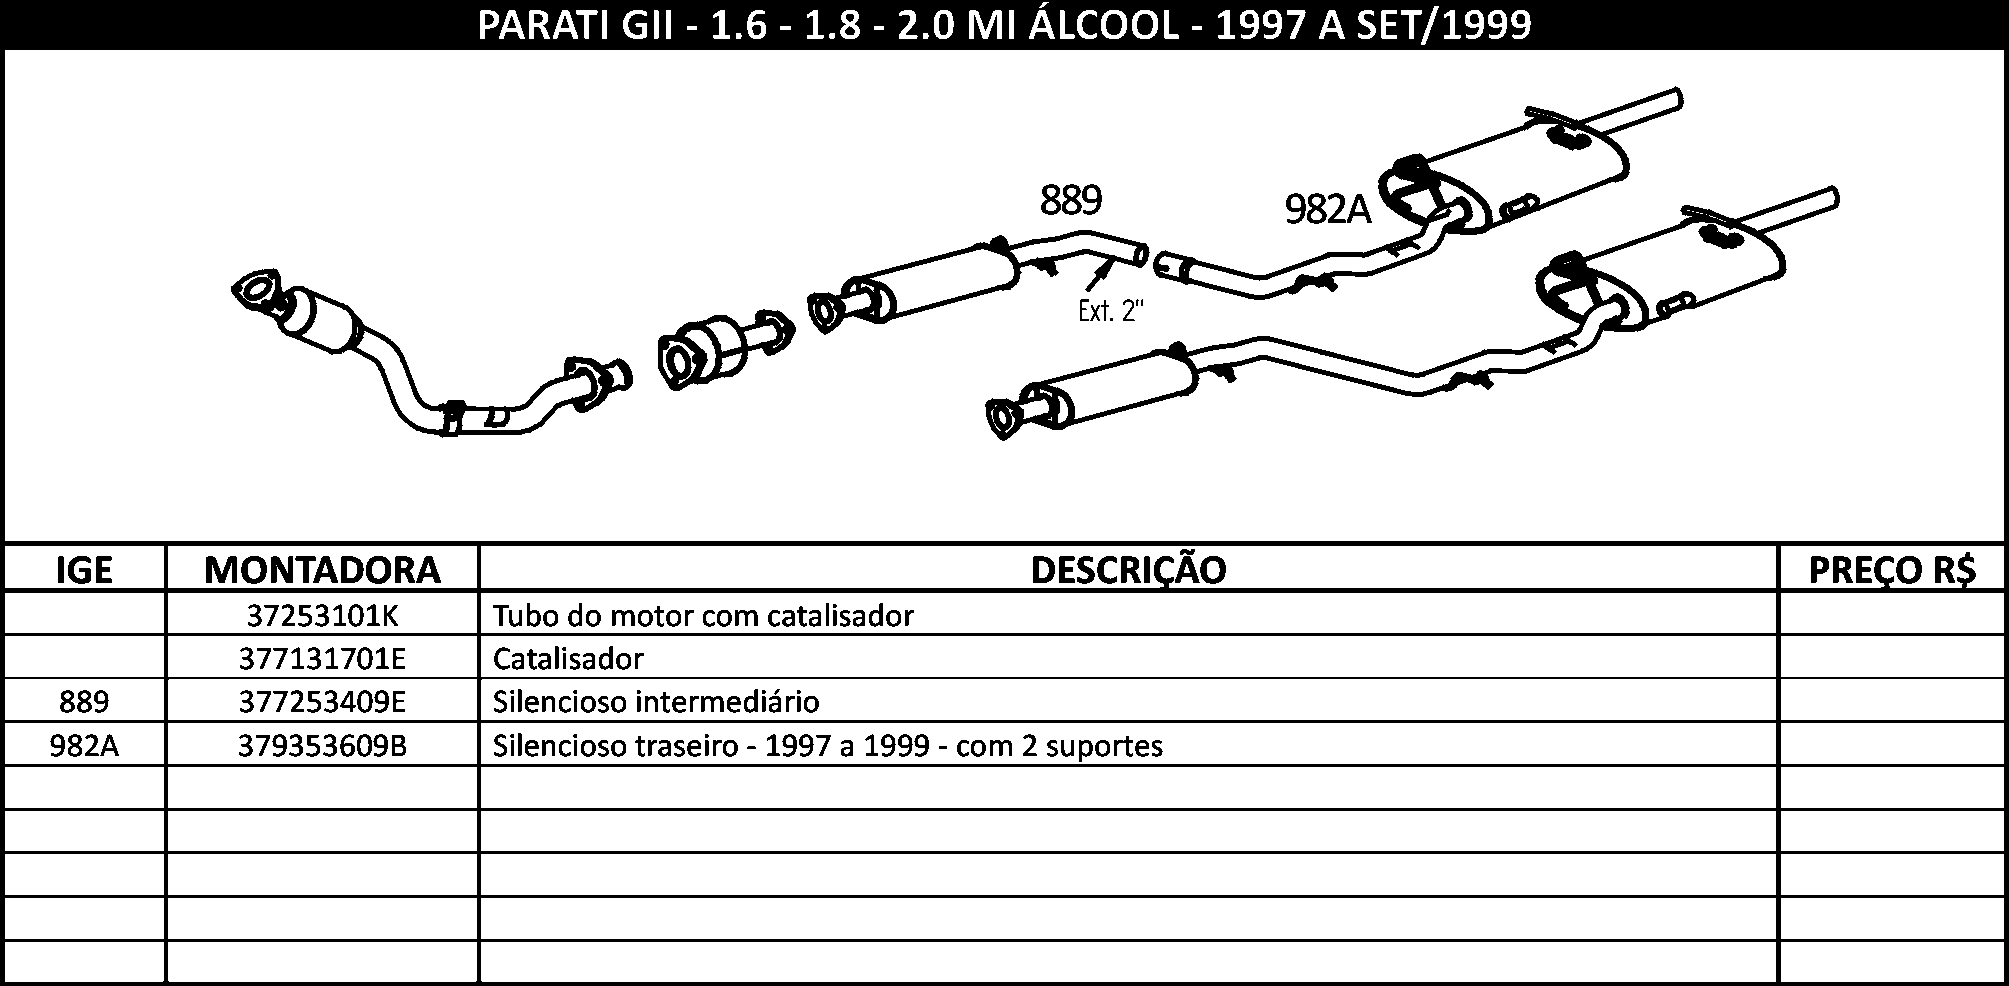 PARATI GII - 1.6 - 1.8 - 2.0 MI ÁLCOOL - 1997 A SET/1999
889
982A
Ext. 2"
IGE MONTADORA DESCRIÇÃO PREÇO R$
37253101K Tubo do motor com catalisador
377131701E Catalisador
889 377253409E Silencioso intermediário
982A 379353609B Silencioso traseiro - 1997 a 1999 - com 2 suportes